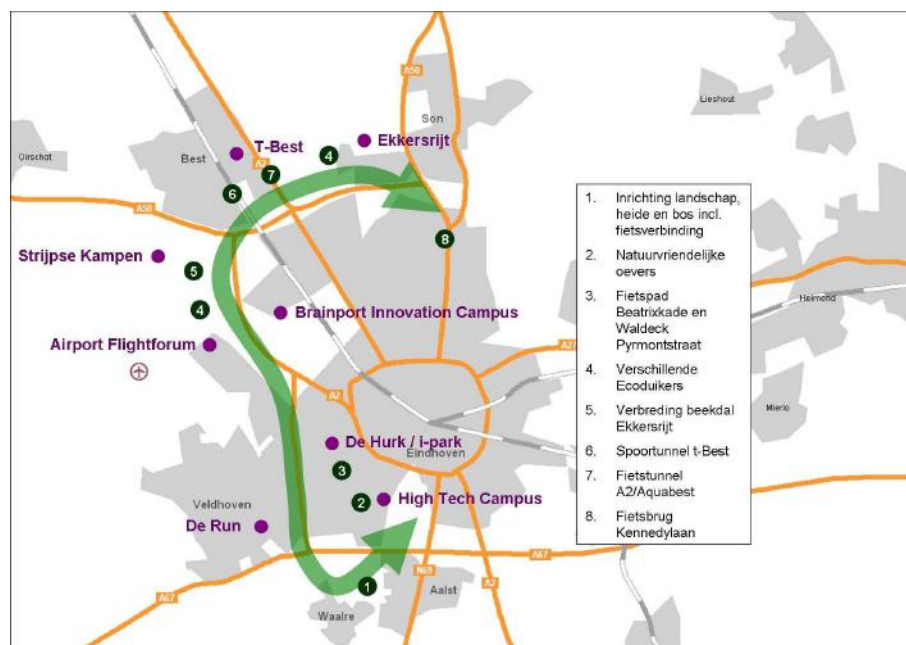 A50
Son
Lieshout
T-Best
Ekkersrijt
Oirschot
Best
A2
4
7
6
A58
1. Inrichting landschap,
heide en bos incl.
fietsverbinding
2. Natuurvriendelijke
oevers
3. Fietspad
Beatrixkade en
Waldeck
Pyrmontstraat
4. Verschillende
Ecoduikers
5. Verbreding beekdal
Ekkersrijt
6. Spoortunnel t-Best
7. Fietstunnel
A2/Aquabest
8. Fietsbrug
Kennedylaan
8
Strijpse Kampen
5
4
Brainport Innovation Campus
Helmond
Airport Flightforum
A27
A2
Mierlo
De Hurk / i-park
Eindhoven
3
Veldhoven
2
High Tech Campus
De Run
A67
1
N69
A2
Aalst
A67
Waalre